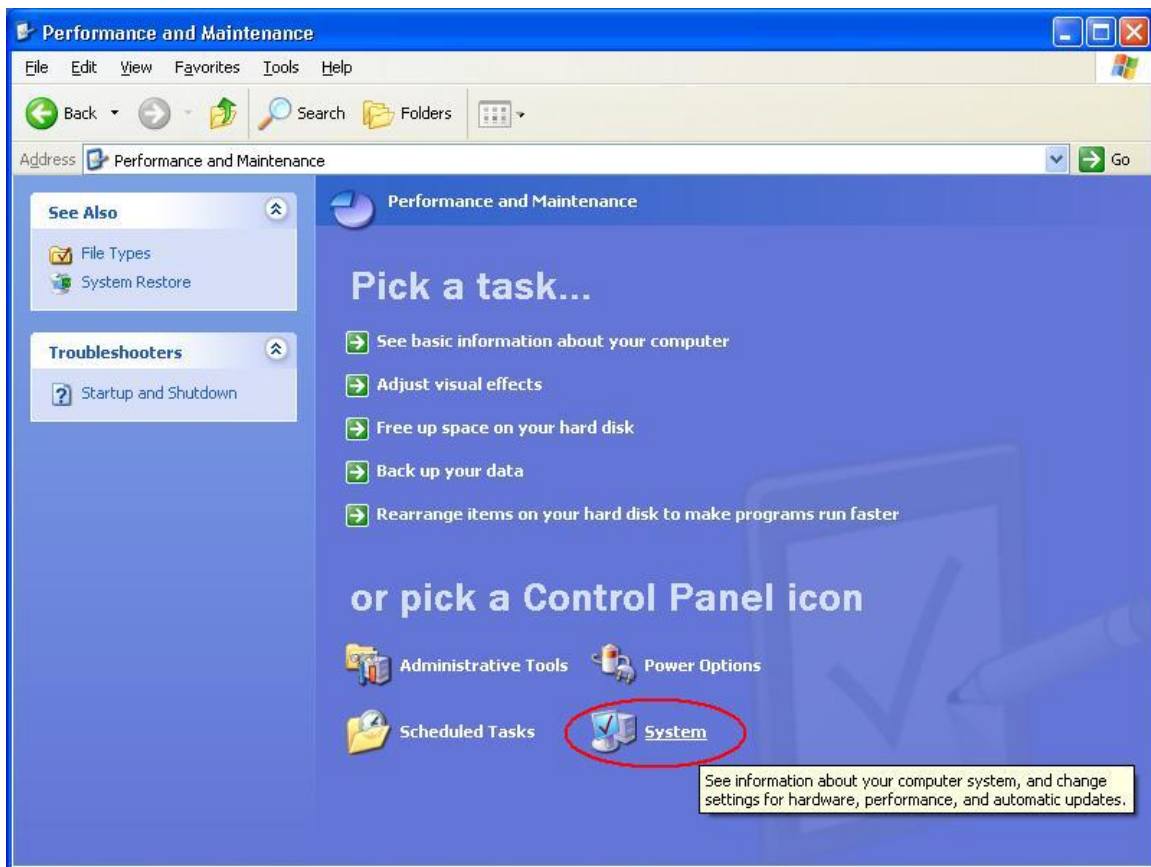 Performance and Maintenance
File Edit View Favorites Tools Help
Back Search Folders
Address Performance and Maintenance Go
See Also
File Types
System Restore
Troubleshooters
Startup and Shutdown
Performance and Maintenance
Pick a task...
See basic information about your computer
Adjust visual effects
Free up space on your hard disk
Back up your data
Rearrange items on your hard disk to make programs run faster
or pick a Control Panel icon
Administrative Tools Power Options
Scheduled Tasks System
See information about your computer system, and change
settings for hardware, performance, and automatic updates.